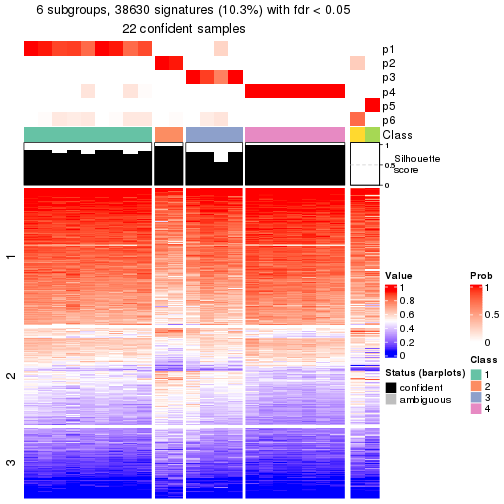 6 subgroups, 38630 signatures (10.3%) with fdr < 0.05
22 confident samples
p1
p2
p3
p4
p5
p6
Class
1
0.5
0
Silhouette
score
1
2
3
Value
1
0.8
0.6
0.4
0.2
0
Prob
1
0.5
0
Status (barplots)
confident
ambiguous
Class
1
2
3
4